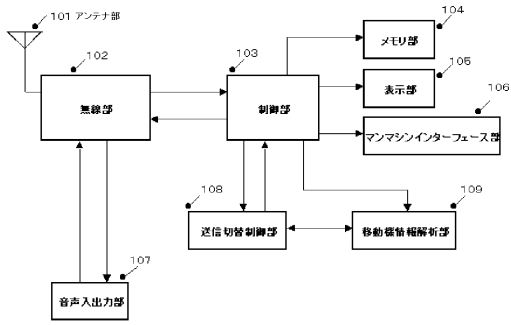 101 アンテナ部
102
103
104
105
106
107
108
109
無線部
制御部
メモリ部
表示部
マンマシンインターフェース部
送信切替制御部
移動機情報解析部
音声入出力部